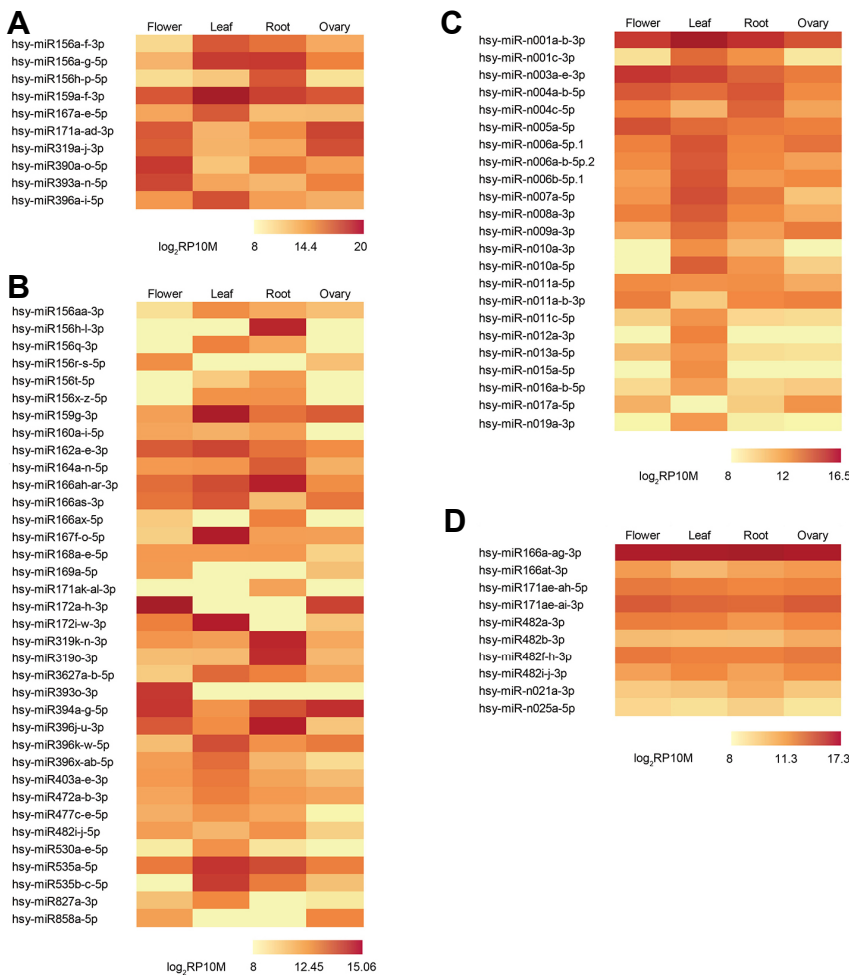 A
Flower Leaf Root Ovary
hsy-miR156a-f-3p
hsy-miR156a-g-5p
hsy-miR156h-p-5p
hsy-miR159a-f-3p
hsy-miR167a-e-5p
hsy-miR171a-ad-3p
hsy-miR319a-j-3p
hsy-miR390a-o-5p
hsy-miR393a-n-5p
hsy-miR396a-i-5p
log₂RP10M 8 14.4 20
B
Flower Leaf Root Ovary
hsy-miR156aa-3p
hsy-miR156h-l-3p
hsy-miR156q-3p
hsy-miR156r-s-5p
hsy-miR156t-5p
hsy-miR156x-z-5p
hsy-miR159g-3p
hsy-miR160a-i-5p
hsy-miR162a-e-3p
hsy-miR164a-n-5p
hsy-miR166ah-ar-3p
hsy-miR166as-3p
hsy-miR166ax-5p
hsy-miR167f-o-5p
hsy-miR168a-e-5p
hsy-miR169a-5p
hsy-miR171ak-al-3p
hsy-miR172a-h-3p
hsy-miR172i-w-3p
hsy-miR319k-n-3p
hsy-miR319o-3p
hsy-miR3627a-b-5p
hsy-miR393o-3p
hsy-miR394a-g-5p
hsy-miR396j-u-3p
hsy-miR396k-w-5p
hsy-miR396x-ab-5p
hsy-miR403a-e-3p
hsy-miR472a-b-3p
hsy-miR477c-e-5p
hsy-miR482i-j-5p
hsy-miR530a-e-5p
hsy-miR535a-5p
hsy-miR535b-c-5p
hsy-miR827a-3p
hsy-miR858a-5p
log₂RP10M 8 12.45 15.06
C
Flower Leaf Root Ovary
hsy-miR-n001a-b-3p
hsy-miR-n001c-3p
hsy-miR-n003a-e-3p
hsy-miR-n004a-b-5p
hsy-miR-n004c-5p
hsy-miR-n005a-5p
hsy-miR-n006a-5p.1
hsy-miR-n006a-b-5p.2
hsy-miR-n006b-5p.1
hsy-miR-n007a-5p
hsy-miR-n008a-3p
hsy-miR-n009a-3p
hsy-miR-n010a-3p
hsy-miR-n010a-5p
hsy-miR-n011a-5p
hsy-miR-n011a-b-3p
hsy-miR-n011c-5p
hsy-miR-n012a-3p
hsy-miR-n013a-5p
hsy-miR-n015a-5p
hsy-miR-n016a-b-5p
hsy-miR-n017a-5p
hsy-miR-n019a-3p
log₂RP10M 8 12 16.5
D
Flower Leaf Root Ovary
hsy-miR166a-ag-3p
hsy-miR166at-3p
hsy-miR171ae-ah-5p
hsy-miR171ae-ai-3p
hsy-miR482a-3p
hsy-miR482b-3p
hsy-miR482f-h-3p
hsy-miR482i-j-3p
hsy-miR-n021a-3p
hsy-miR-n025a-5p
log₂RP10M 8 11.3 17.3